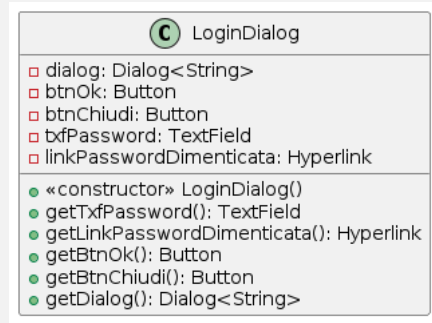 C LoginDialog
dialog: Dialog<String>
btnOk: Button
btnChiudi: Button
txfPassword: TextField
linkPasswordDimenticata: Hyperlink
«constructor» LoginDialog()
getTxfPassword(): TextField
getLinkPasswordDimenticata(): Hyperlink
getBtnOk(): Button
getBtnChiudi(): Button
getDialog(): Dialog<String>